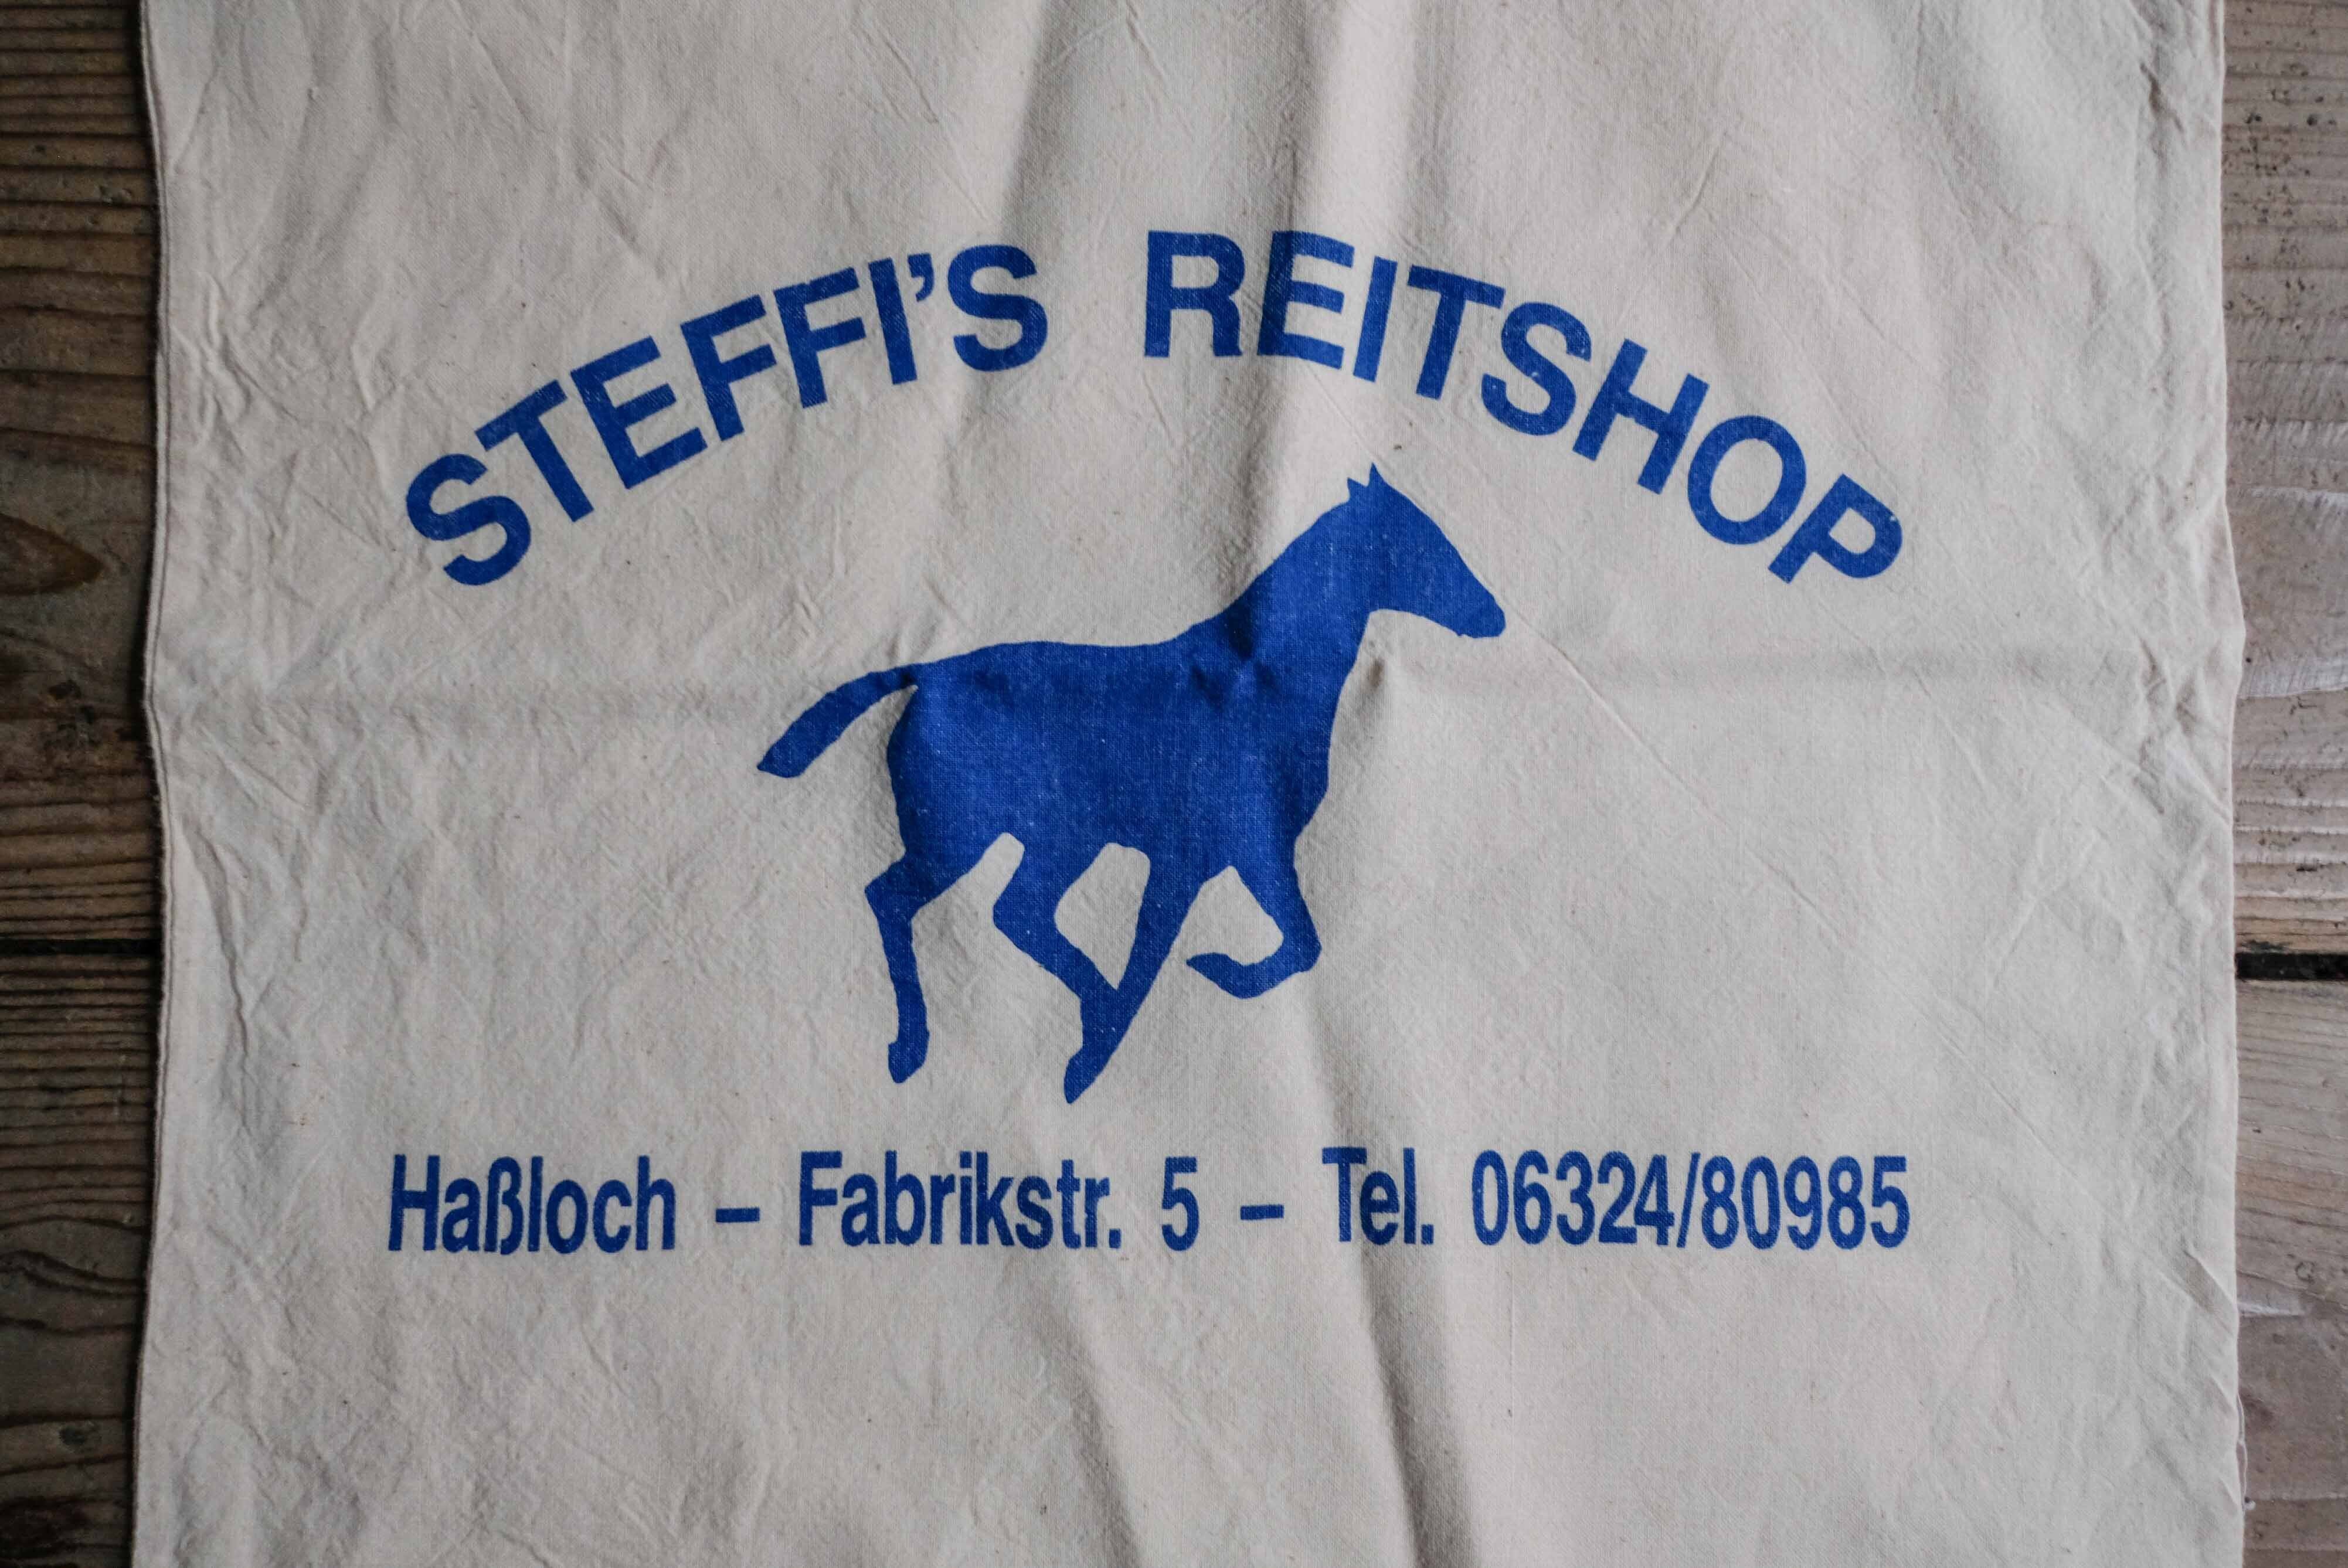 STEFFI'S REITSHOP
Haßloch – Fabrikstr. 5 – Tel. 06324/80985